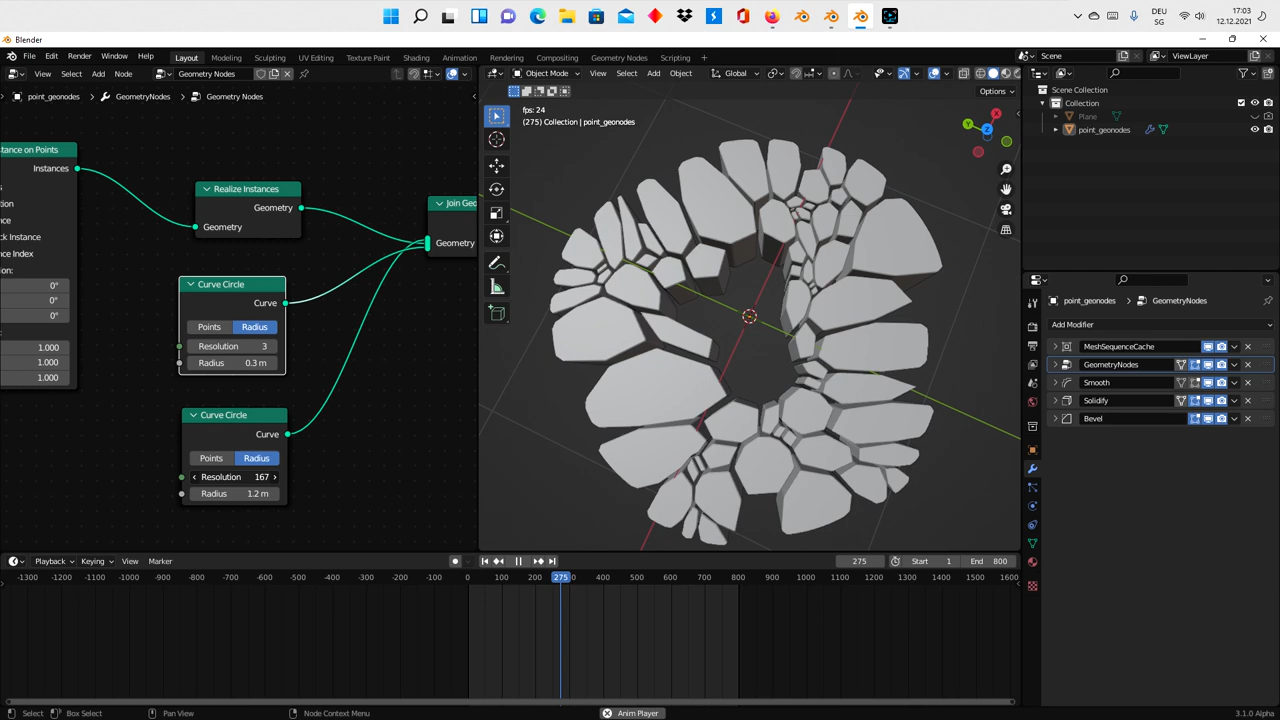 DEU
SG
17:03
12.12.2021
Blender
File Edit Render Window Help
Layout Modeling Sculpting UV Editing Texture Paint Shading Animation Rendering Compositing Geometry Nodes Scripting +
Scene
ViewLayer
View Select Add Node
Geometry Nodes
Object Mode View Select Add Object
Global
point_geonodes > GeometryNodes > Geometry Nodes
Options
fps: 24
(275) Collection | point_geonodes
Scene Collection
Collection
Plane
point_geonodes
stance on Points
Instances
ce
ck Instance
ce Index
on:
0°
0°
0°
1.000
1.000
1.000
Realize Instances
Geometry
Geometry
Curve Circle
Curve
Points Radius
Resolution 3
Radius 0.3 m
Curve Circle
Curve
Points Radius
Resolution 167
Radius 1.2 m
Join Geo
Geometry
X
Y
Z
point_geonodes > GeometryNodes
Add Modifier
MeshSequenceCache
GeometryNodes
Smooth
Solidify
Bevel
Playback Keying View Marker
275
Start 1
End 800
-1300 -1200 -1100 -1000 -900 -800 -700 -600 -500 -400 -300 -200 -100 0 100 200 275 400 500 600 700 800 900 1000 1100 1200 1300 1400 1500 1600
Select Box Select Pan View Node Context Menu Anim Player 3.1.0 Alpha